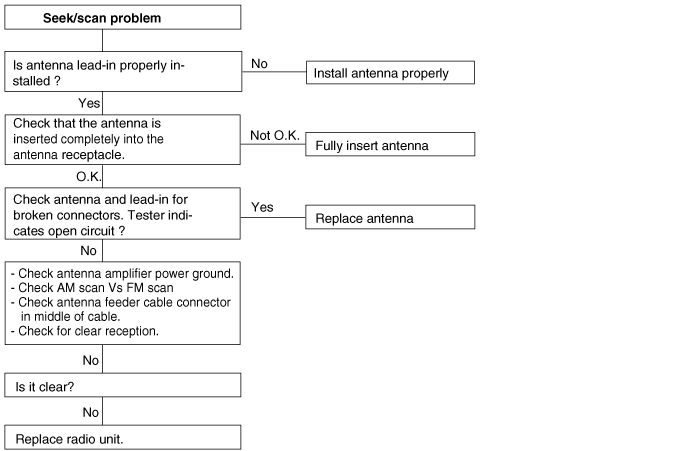 Seek/scan problem
Is antenna lead-in properly in-
stalled ?
No
Install antenna properly
Yes
Check that the antenna is
inserted completely into the
antenna receptacle.
Not O.K.
Fully insert antenna
O.K.
Check antenna and lead-in for
broken connectors. Tester indi-
cates open circuit ?
Yes
Replace antenna
No
- Check antenna amplifier power ground.
- Check AM scan Vs FM scan
- Check antenna feeder cable connector
in middle of cable.
- Check for clear reception.
No
Is it clear?
No
Replace radio unit.